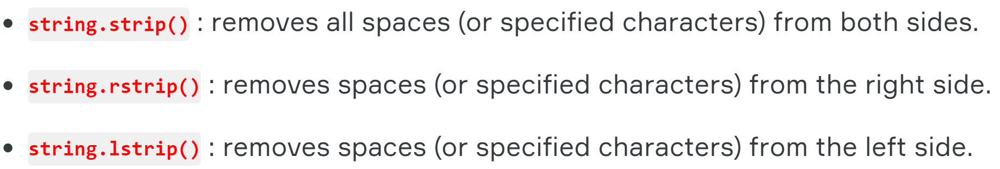 • string.strip() : removes all spaces (or specified characters) from both sides.
• string.rstrip() : removes spaces (or specified characters) from the right side.
• string.lstrip() : removes spaces (or specified characters) from the left side.